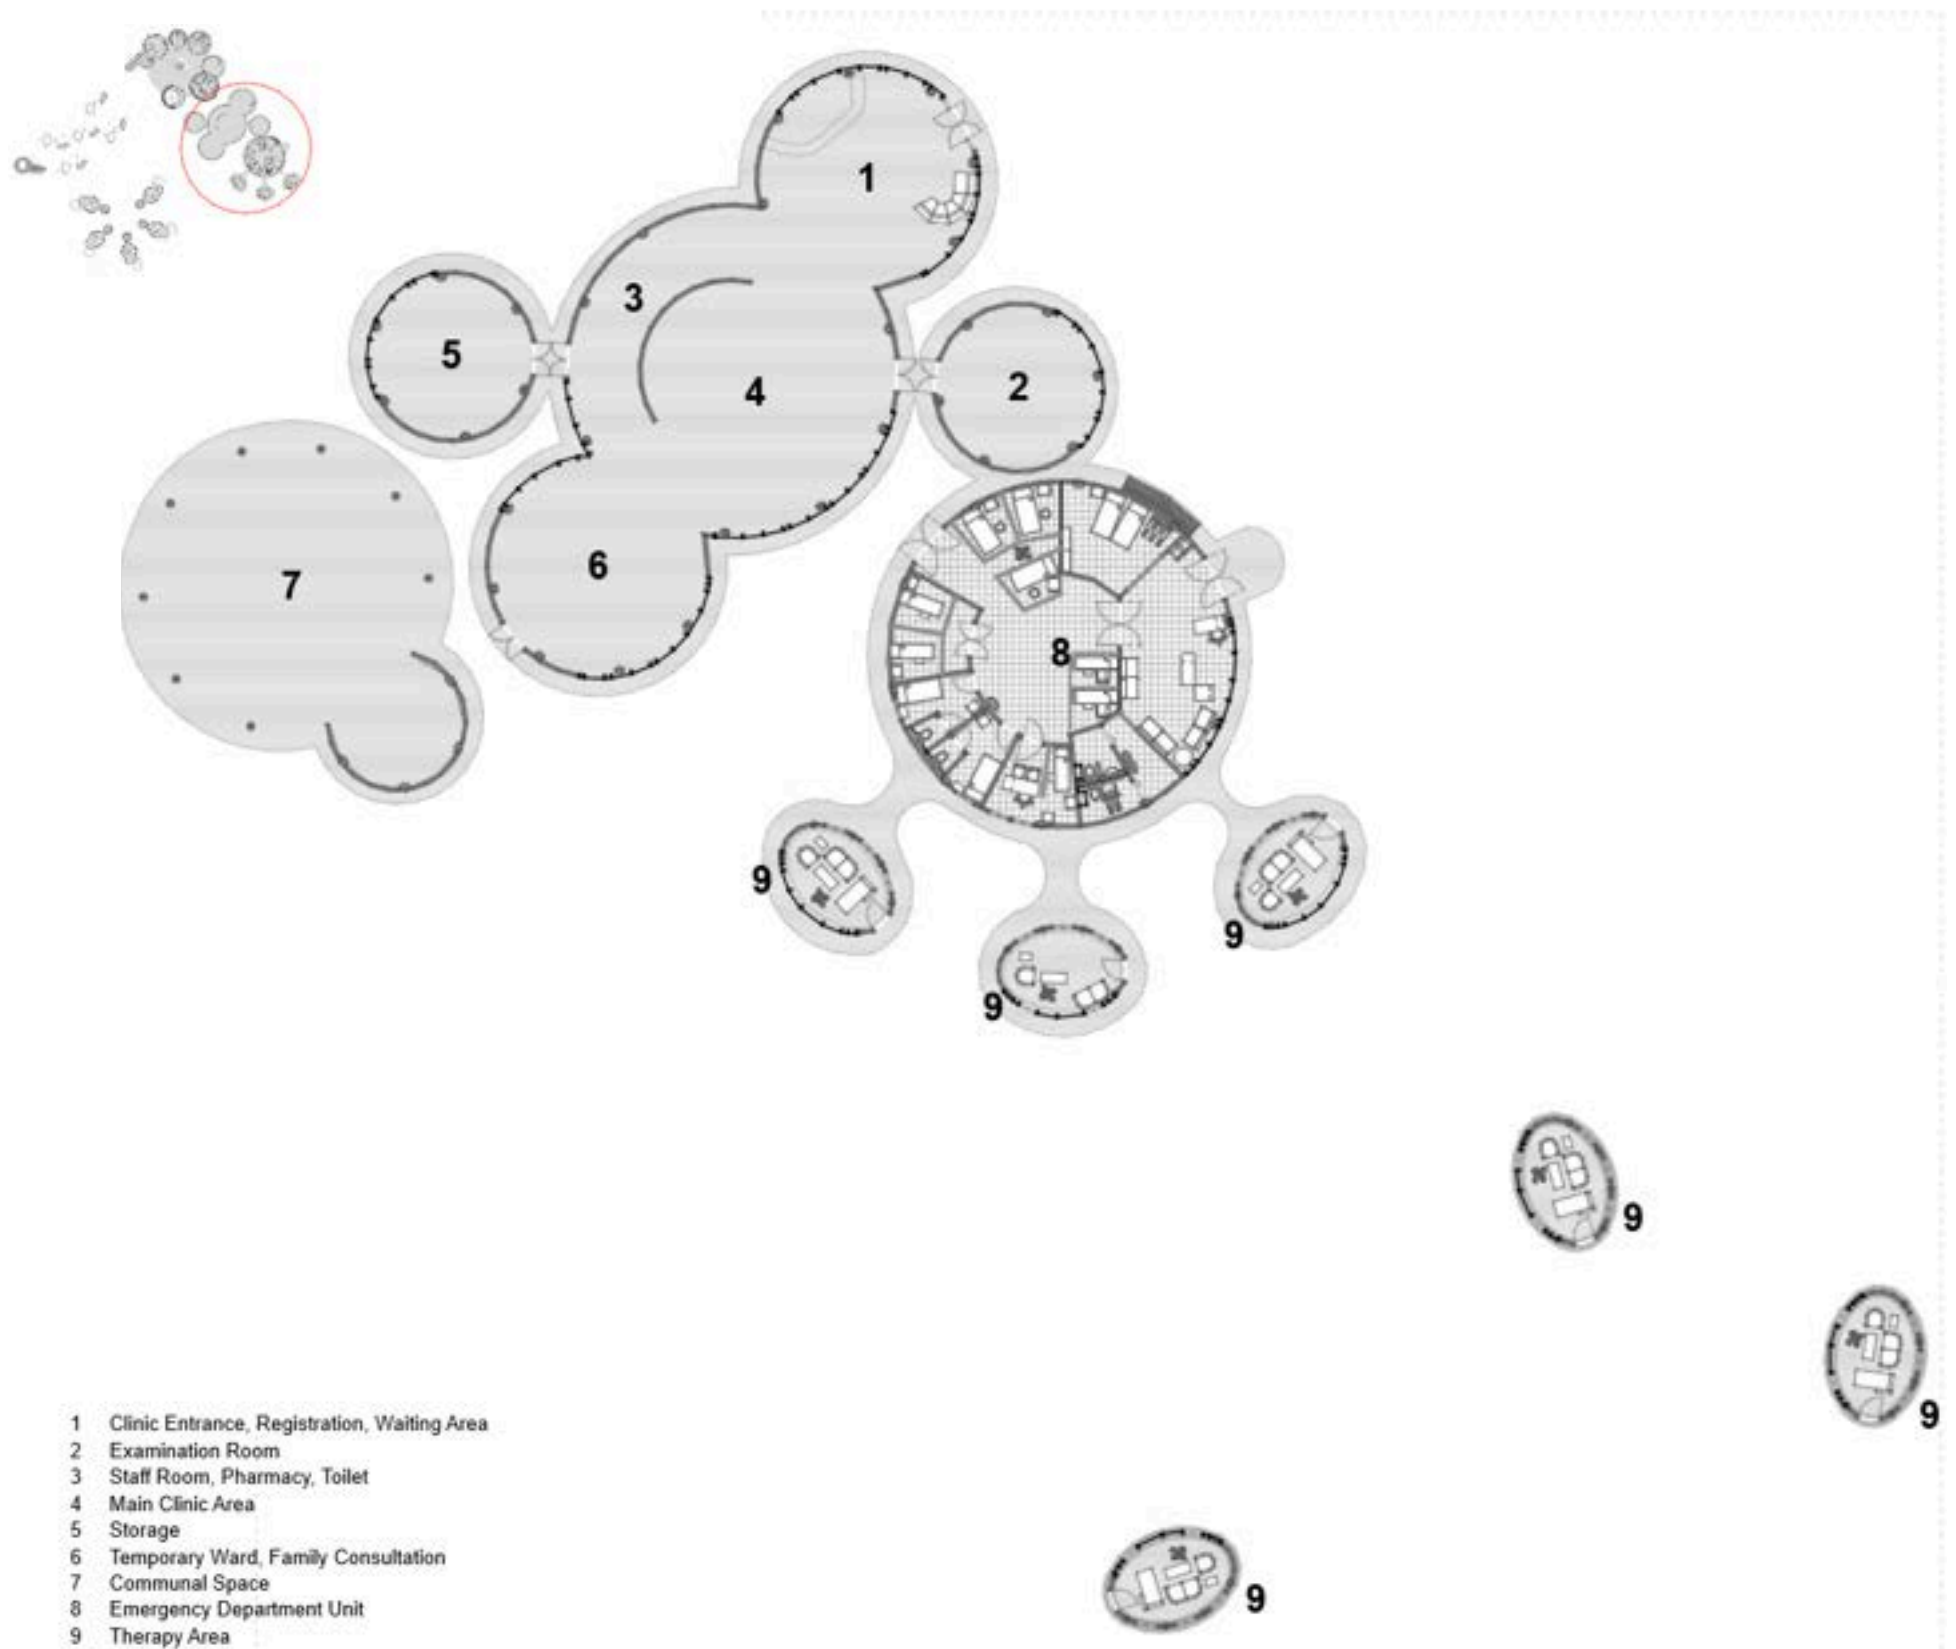 1
3
5
4
2
6
7
8
9
9
9
9
9
9
1 Clinic Entrance, Registration, Waiting Area
2 Examination Room
3 Staff Room, Pharmacy, Toilet
4 Main Clinic Area
5 Storage
6 Temporary Ward, Family Consultation
7 Communal Space
8 Emergency Department Unit
9 Therapy Area